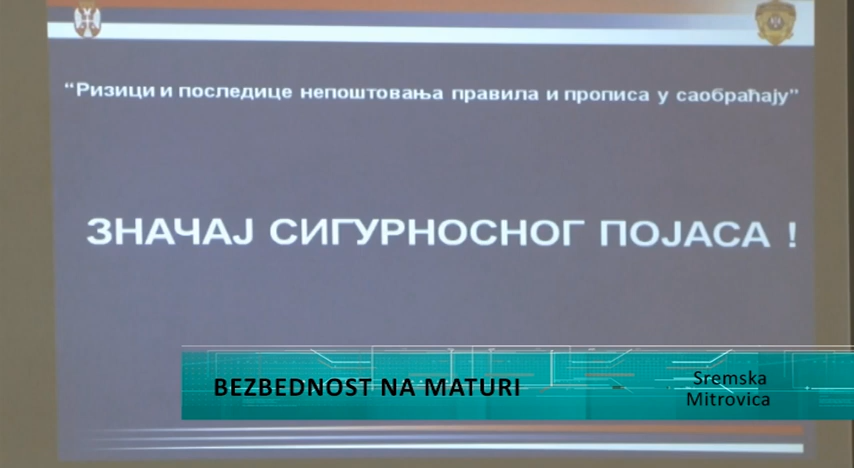 “Ризици и последице непоштовања правила и прописа у саобраћају”
ЗНАЧАЈ СИГУРНОСНОГ ПОЈАСА !
BEZBEDNOST NA MATURI
Sremska
Mitrovica